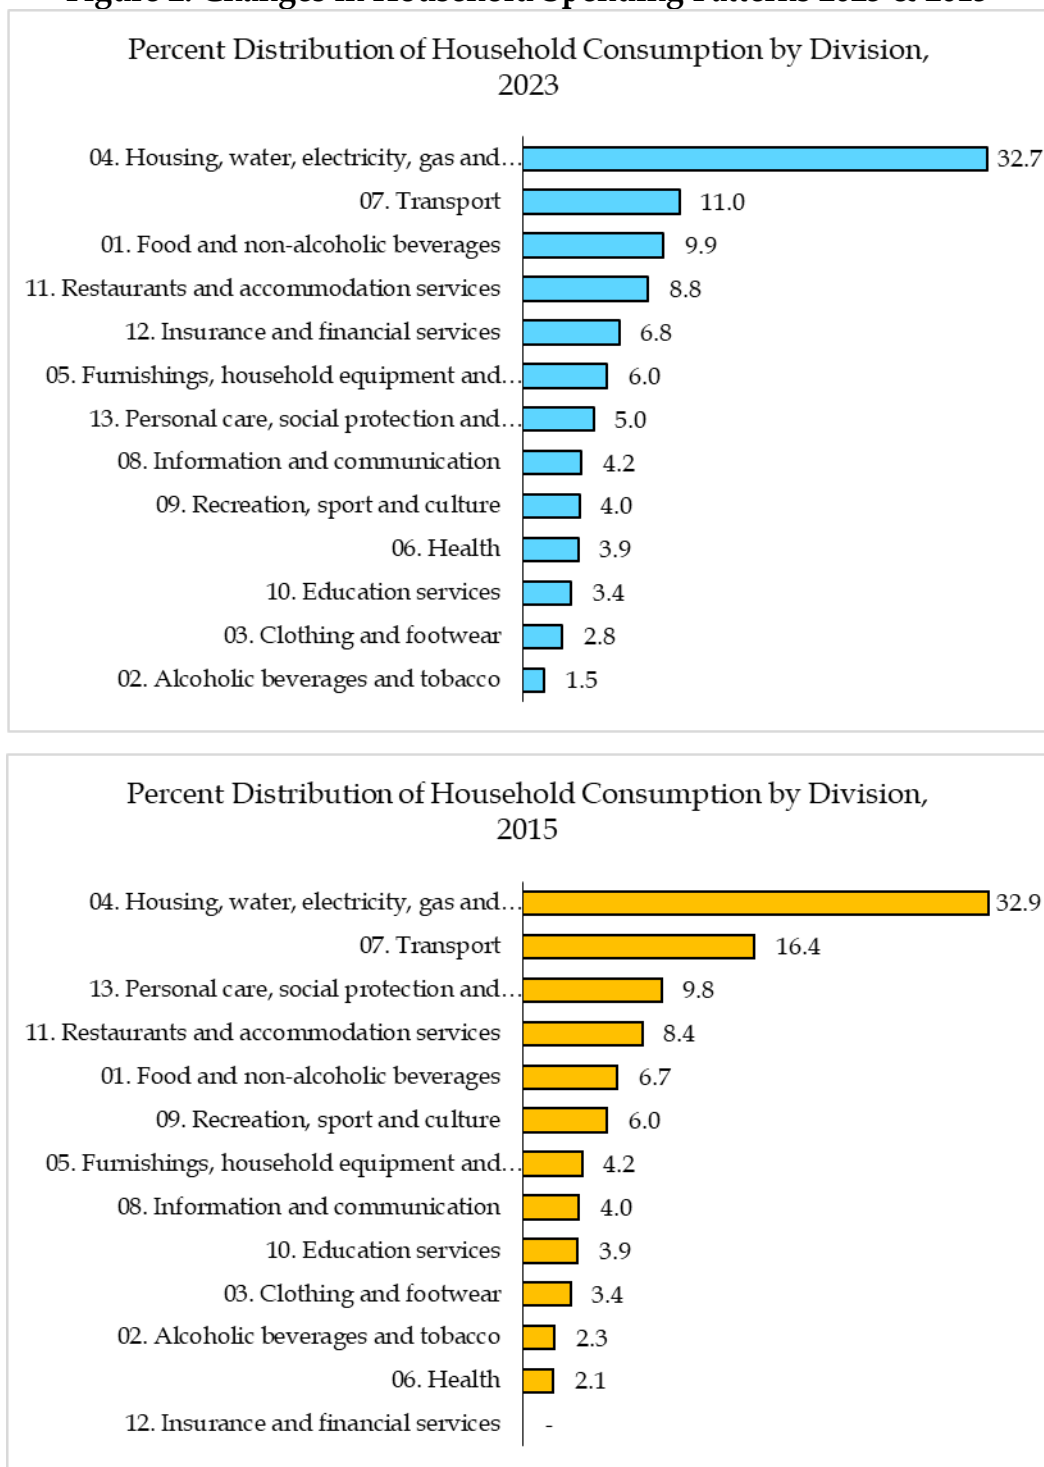 Percent Distribution of Household Consumption by Division,
2023
04. Housing, water, electricity, gas and... 32.7
07. Transport 11.0
01. Food and non-alcoholic beverages 9.9
11. Restaurants and accommodation services 8.8
12. Insurance and financial services 6.8
05. Furnishings, household equipment and... 6.0
13. Personal care, social protection and... 5.0
08. Information and communication 4.2
09. Recreation, sport and culture 4.0
06. Health 3.9
10. Education services 3.4
03. Clothing and footwear 2.8
02. Alcoholic beverages and tobacco 1.5
Percent Distribution of Household Consumption by Division,
2015
04. Housing, water, electricity, gas and... 32.9
07. Transport 16.4
13. Personal care, social protection and... 9.8
11. Restaurants and accommodation services 8.4
01. Food and non-alcoholic beverages 6.7
09. Recreation, sport and culture 6.0
05. Furnishings, household equipment and... 4.2
08. Information and communication 4.0
10. Education services 3.9
03. Clothing and footwear 3.4
02. Alcoholic beverages and tobacco 2.3
06. Health 2.1
12. Insurance and financial services -